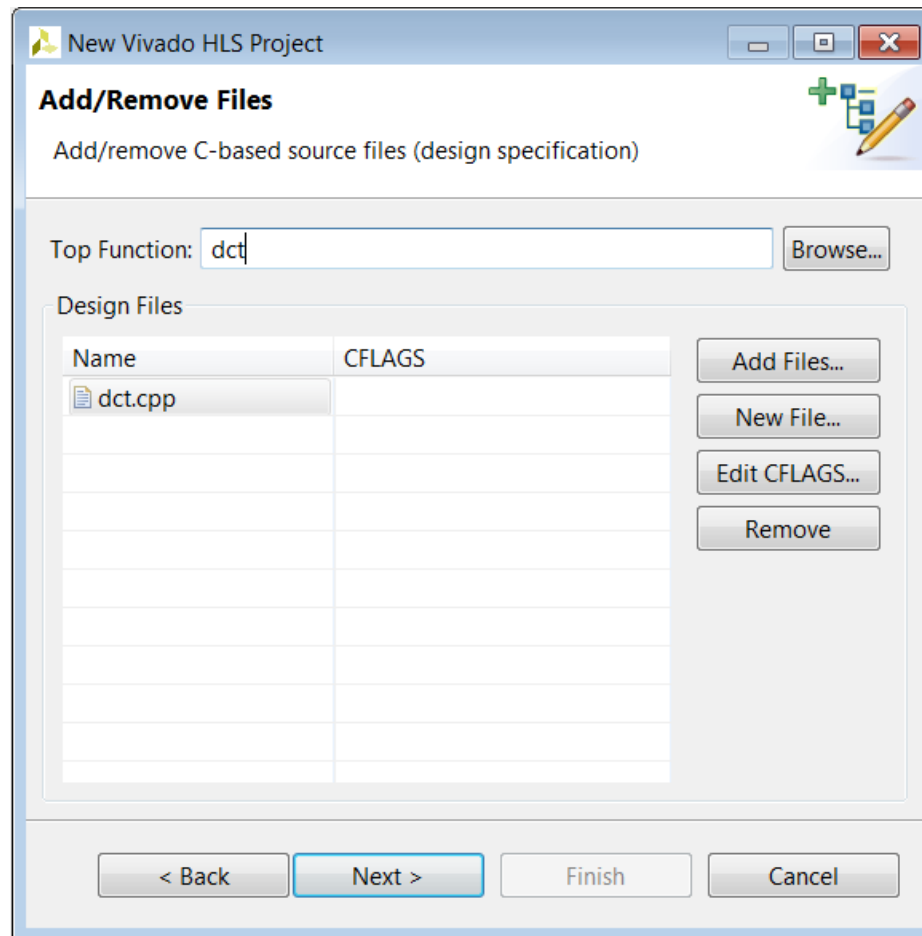 New Vivado HLS Project
Add/Remove Files
Add/remove C-based source files (design specification)
Top Function: dct Browse...
Design Files
Name CFLAGS Add Files...
dct.cpp
New File...
Edit CFLAGS...
Remove
< Back Next > Finish Cancel